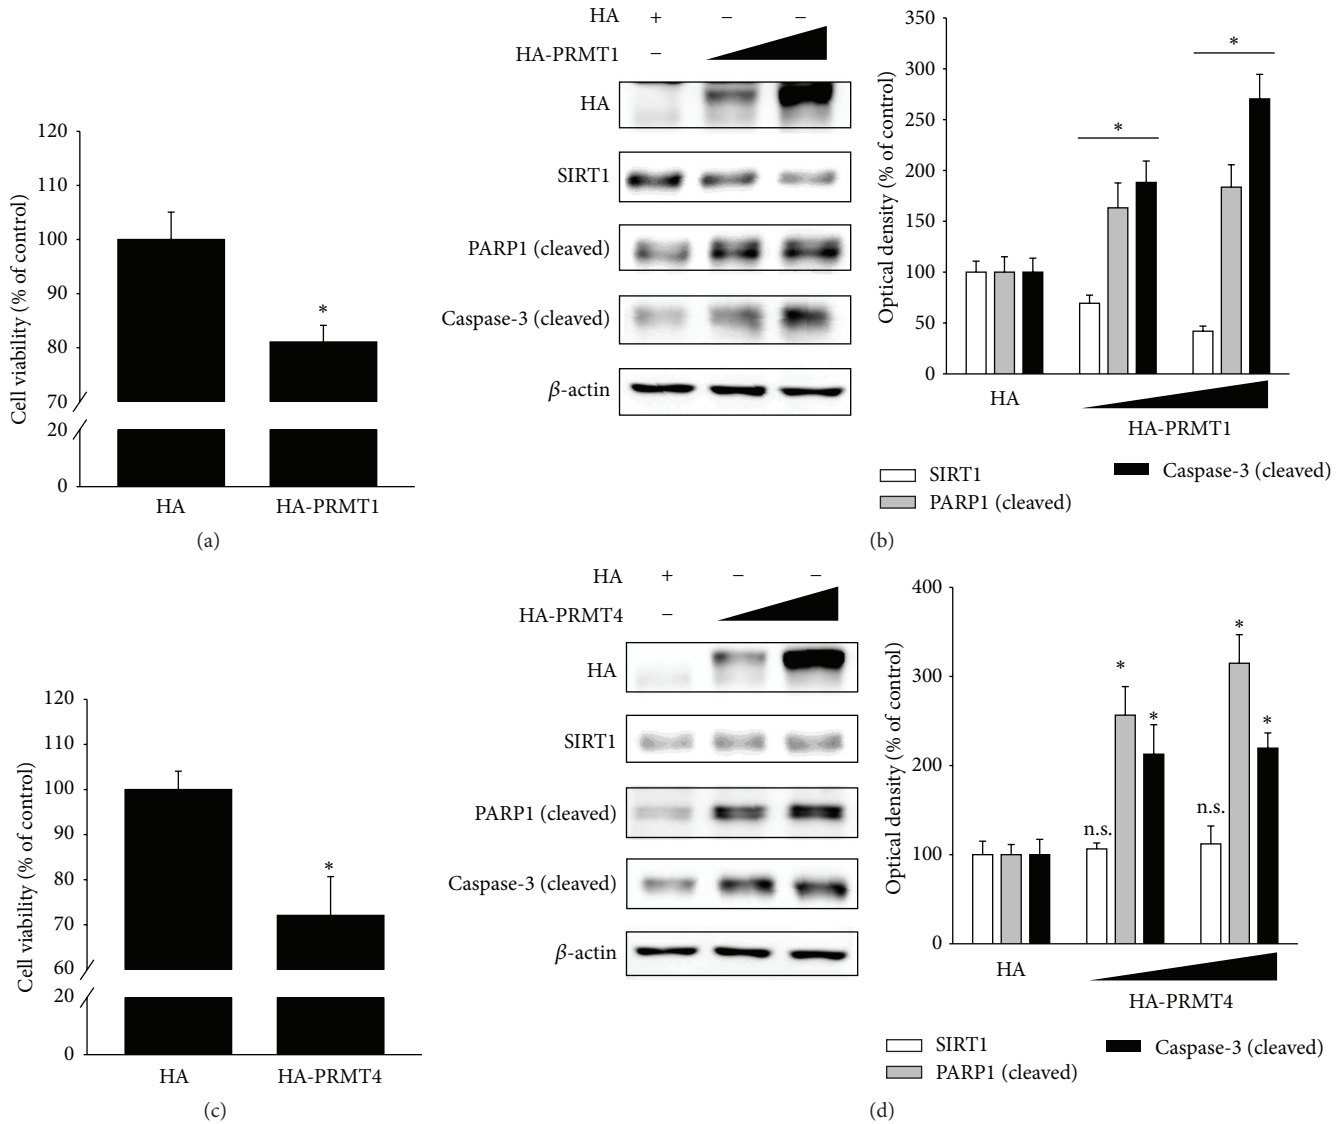 Cell viability (% of control)
120
110
100
90
80
70
20
0
*
HA
HA-PRMT1
(a)
HA + − −
HA-PRMT1 −
HA
SIRT1
PARP1 (cleaved)
Caspase-3 (cleaved)
β-actin
Optical density (% of control)
350
300
250
200
150
100
50
0
*
*
HA
HA-PRMT1
SIRT1
PARP1 (cleaved)
Caspase-3 (cleaved)
(b)
Cell viability (% of control)
120
110
100
90
80
70
60
20
0
*
HA
HA-PRMT4
(c)
HA + − −
HA-PRMT4 −
HA
SIRT1
PARP1 (cleaved)
Caspase-3 (cleaved)
β-actin
Optical density (% of control)
400
300
200
100
0
n.s.
*
*
n.s.
*
*
HA
HA-PRMT4
SIRT1
PARP1 (cleaved)
Caspase-3 (cleaved)
(d)